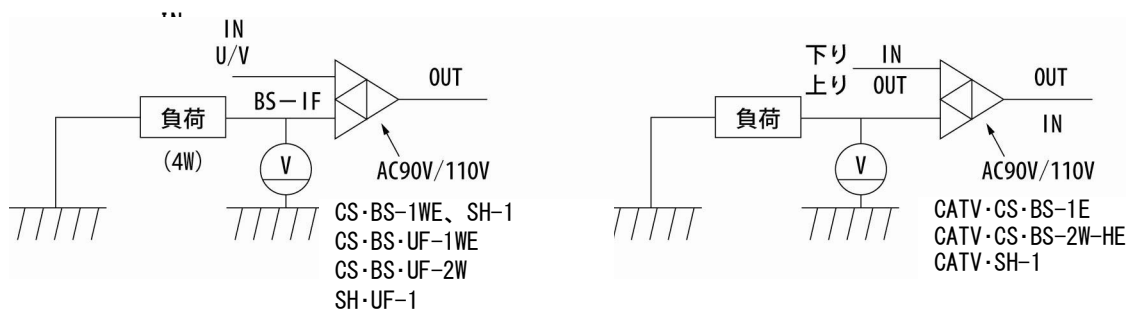 IN
IN
U/V
OUT
BS－IF
負荷
(4W)
V
AC90V/110V
CS･BS-1WE、SH-1
CS･BS･UF-1WE
CS･BS･UF-2W
SH･UF-1
下り IN
上り OUT
OUT
負荷
IN
V
AC90V/110V
CATV･CS･BS-1E
CATV･CS･BS-2W-HE
CATV･SH-1